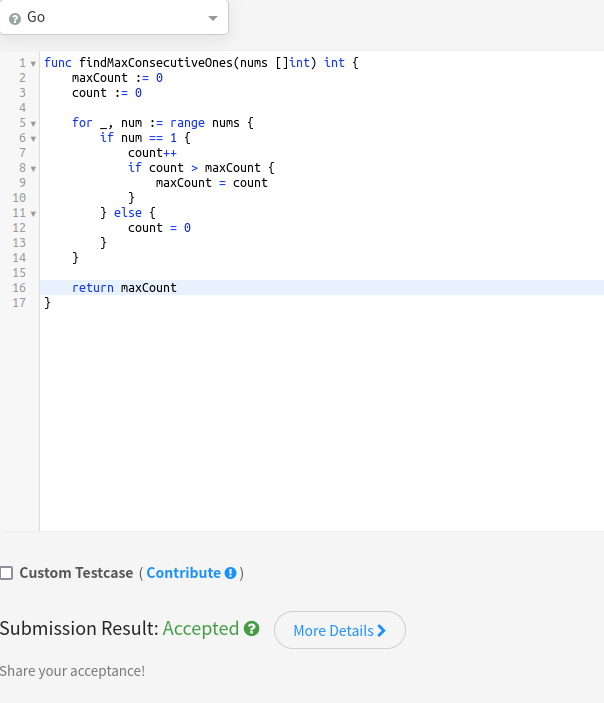 Go
1 func findMaxConsecutiveOnes(nums []int) int {
2     maxCount := 0
3     count := 0
4
5     for _, num := range nums {
6         if num == 1 {
7             count++
8             if count > maxCount {
9                 maxCount = count
10             }
11         } else {
12             count = 0
13         }
14     }
15
16     return maxCount
17 }
Custom Testcase ( Contribute )
Submission Result: Accepted More Details
Share your acceptance!